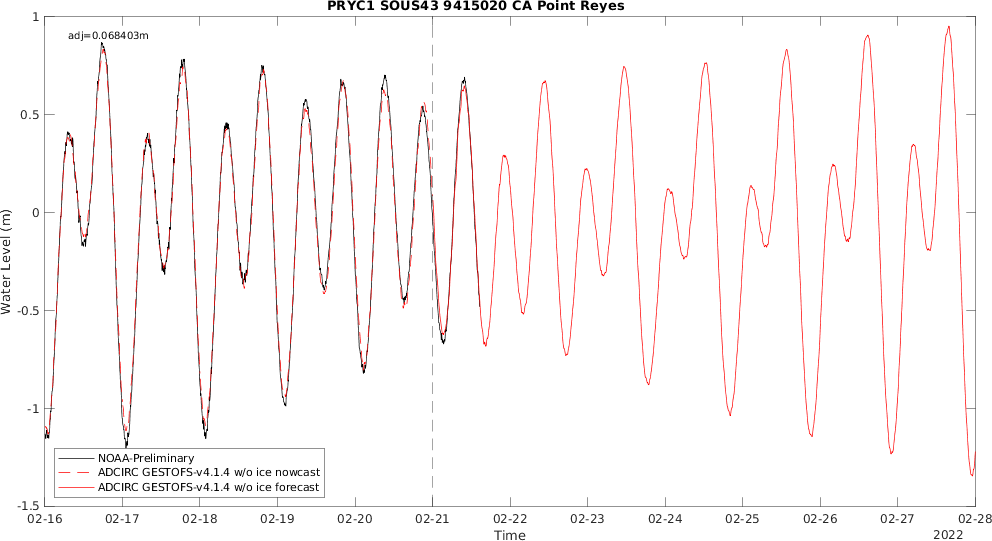 PRYC1 SOUS43 9415020 CA Point Reyes
adj=0.068403m
Water Level (m)
1
0.5
0
-0.5
-1
-1.5
NOAA-Preliminary
ADCIRC GESTOFS-v4.1.4 w/o ice nowcast
ADCIRC GESTOFS-v4.1.4 w/o ice forecast
02-16 02-17 02-18 02-19 02-20 02-21 02-22 02-23 02-24 02-25 02-26 02-27 02-28
Time
2022